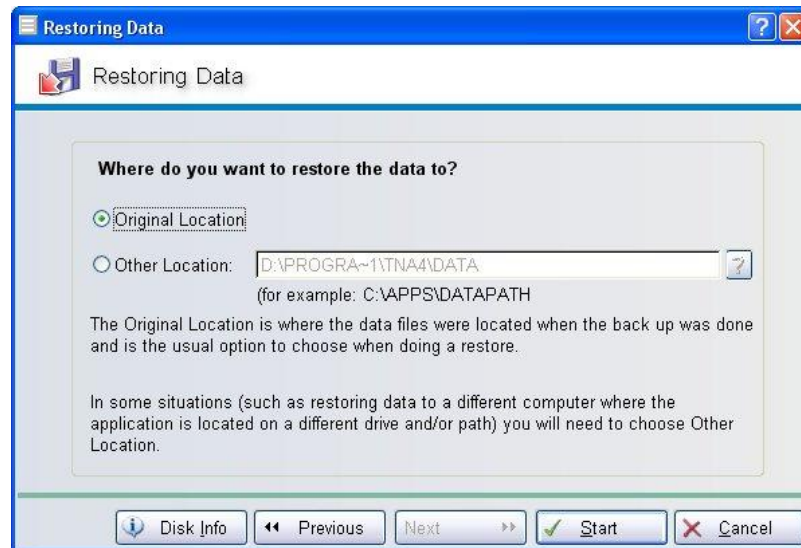 Restoring Data
Restoring Data
Where do you want to restore the data to?
Original Location
Other Location: D:\PROGRA~1\TNA4\DATA
(for example: C:\APPS\DATAPATH
The Original Location is where the data files were located when the back up was done
and is the usual option to choose when doing a restore.
In some situations (such as restoring data to a different computer where the
application is located on a different drive and/or path) you will need to choose Other
Location.
Disk Info Previous Next Start Cancel